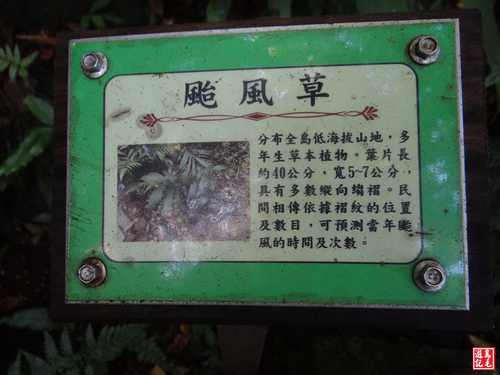 颱風草
分布全島低海拔山地，多
年生草本植物。葉片長
約40公分，寬5~7公分，
具有多數縱向縐褶。民
間相傳依據褶紋的位置
及數目，可預測當年颱
風的時間及次數。